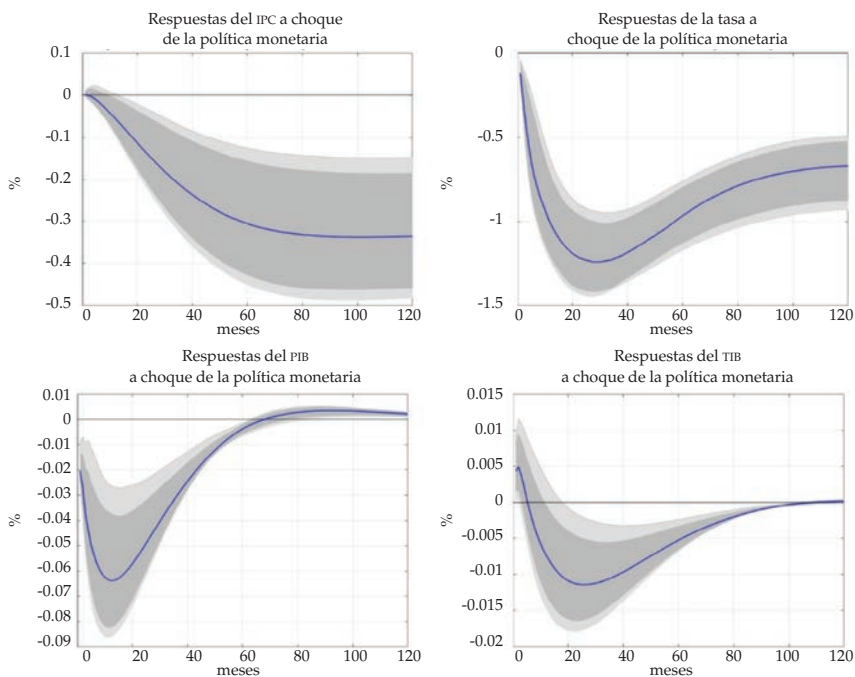 Respuestas del IPC a choque
de la política monetaria
0.1
0
-0.1
-0.2
-0.3
-0.4
-0.5
%
0 20 40 60 80 100 120
meses
Respuestas de la tasa a
choque de la política monetaria
0
-0.5
-1
-1.5
%
0 20 40 60 80 100 120
meses
Respuestas del PIB
a choque de la política monetaria
0.01
0
-0.01
-0.02
-0.03
-0.04
-0.05
-0.06
-0.07
-0.08
-0.09
%
0 20 40 60 80 100 120
meses
Respuestas del TIB
a choque de la política monetaria
0.015
0.01
0.005
0
-0.005
-0.01
-0.015
-0.02
%
0 20 40 60 80 100 120
meses